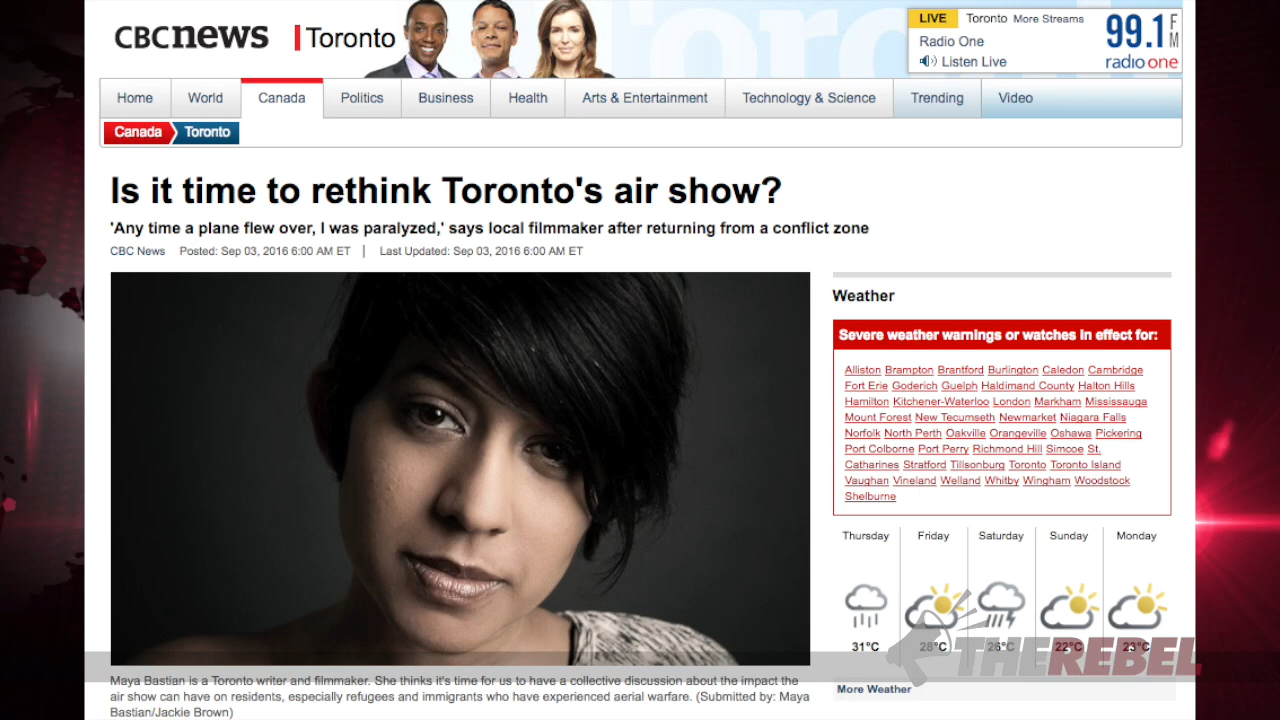 CBCnews | Toronto
LIVE Toronto More Streams
Radio One
Listen Live
99.1 FM
radio one
Home World Canada Politics Business Health Arts & Entertainment Technology & Science Trending Video
Canada Toronto
Is it time to rethink Toronto's air show?
'Any time a plane flew over, I was paralyzed,' says local filmmaker after returning from a conflict zone
CBC News Posted: Sep 03, 2016 6:00 AM ET | Last Updated: Sep 03, 2016 6:00 AM ET
Weather
Severe weather warnings or watches in effect for:
Alliston Brampton Brantford Burlington Caledon Cambridge
Fort Erie Goderich Guelph Haldimand County Halton Hills
Hamilton Kitchener-Waterloo London Markham Mississauga
Mount Forest New Tecumseth Newmarket Niagara Falls
Norfolk North Perth Oakville Orangeville Oshawa Pickering
Port Colborne Port Perry Richmond Hill Simcoe St.
Catharines Stratford Tillsonburg Toronto Toronto Island
Vaughan Vineland Welland Whitby Wingham Woodstock
Shelburne
Thursday Friday Saturday Sunday Monday
31°C 28°C 26°C 22°C 23°C
THEREBEL
More Weather
Maya Bastian is a Toronto writer and filmmaker. She thinks it's time for us to have a collective discussion about the impact the
air show can have on residents, especially refugees and immigrants who have experienced aerial warfare. (Submitted by: Maya
Bastian/Jackie Brown)